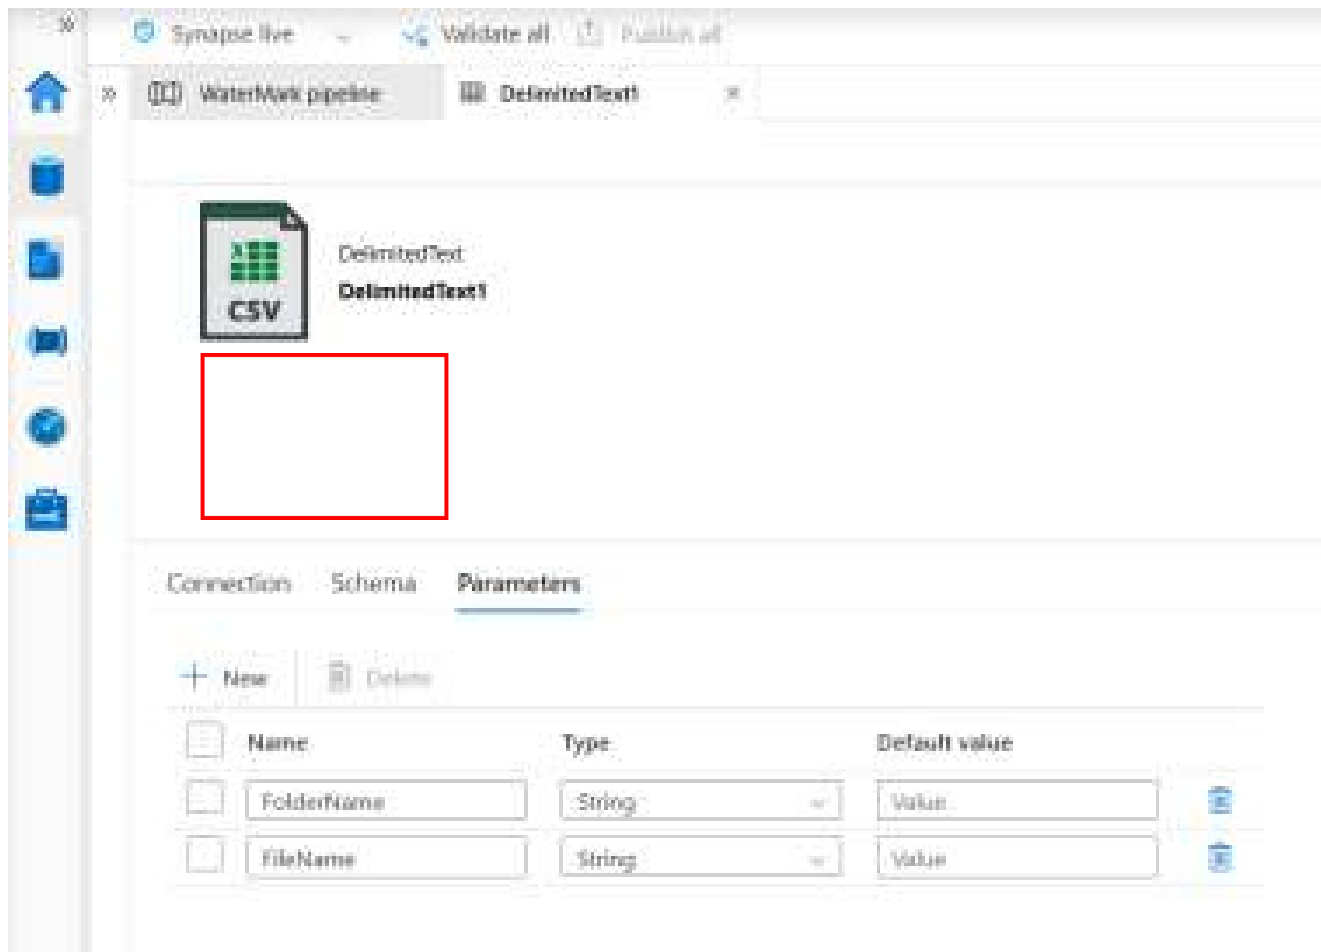 Synapse live
Validate all
Publish all
WaterMark pipeline
DelimitedText1
CSV
DelimitedText
DelimitedText1
Connection Schema Parameters
New Delete
Name Type Default value
FolderName String Value
FileName String Value